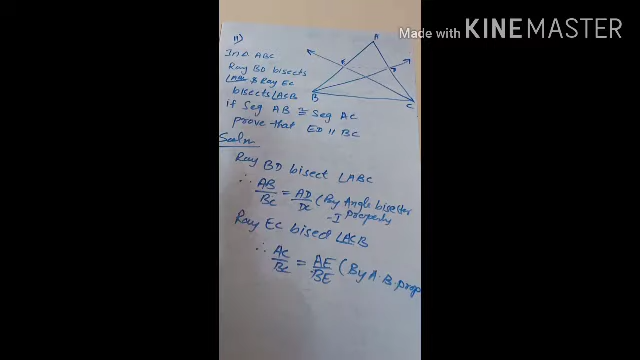 Made with KINEMASTER
11)
In Δ ABC
Ray BD bisects
∠ABC & Ray EC
bisects ∠ACB
if Seg AB ≅ Seg AC
prove that ED || BC
A
B
C
Soln
Ray BD bisect ∠ABC
∴ AB/BC = AD/DC (By Angle bisector
- I Property
Ray EC bisect ∠ACB
∴ AC/BC = AE/BE (By A.B. prop